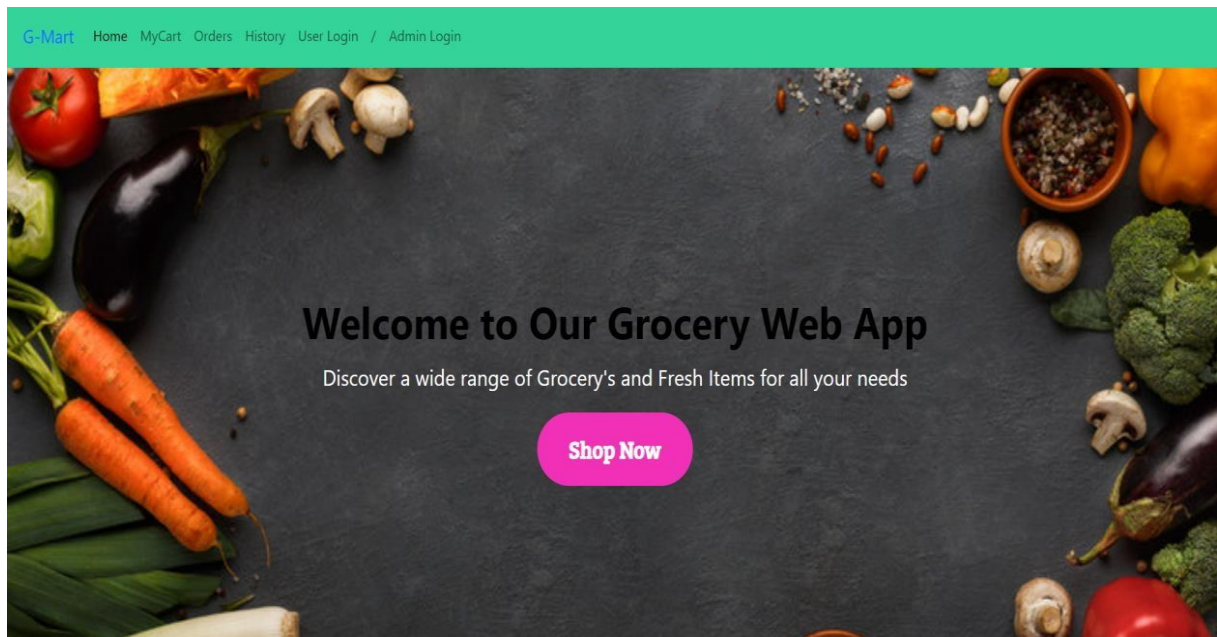 G-Mart Home MyCart Orders History User Login / Admin Login
Welcome to Our Grocery Web App
Discover a wide range of Grocery's and Fresh Items for all your needs
Shop Now